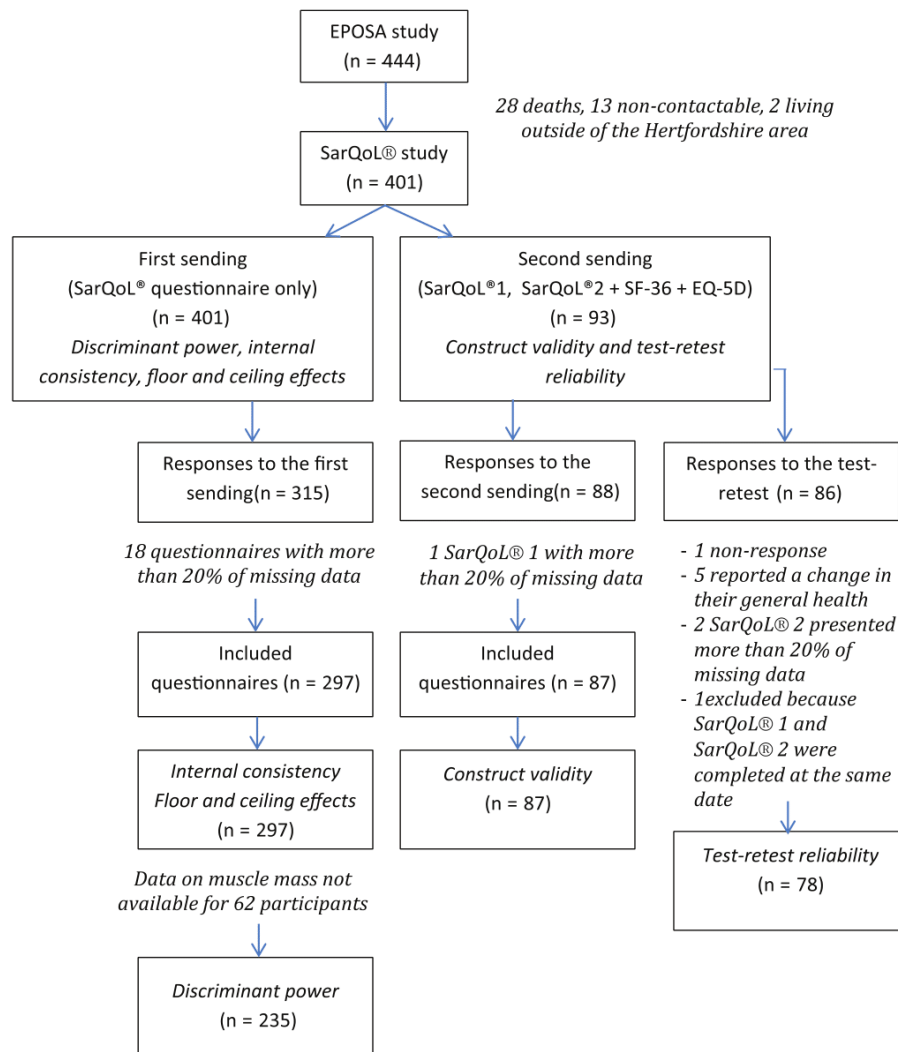 EPOSA study
(n = 444)
28 deaths, 13 non-contactable, 2 living
outside of the Hertfordshire area
SarQoL® study
(n = 401)
First sending
(SarQoL® questionnaire only)
(n = 401)
Discriminant power, internal
consistency, floor and ceiling effects
Second sending
(SarQoL®1, SarQoL®2 + SF-36 + EQ-5D)
(n = 93)
Construct validity and test-retest
reliability
Responses to the first
sending(n = 315)
Responses to the
second sending(n = 88)
Responses to the test-
retest (n = 86)
18 questionnaires with more
than 20% of missing data
1 SarQoL® 1 with more
than 20% of missing data
- 1 non-response
- 5 reported a change in
their general health
- 2 SarQoL® 2 presented
more than 20% of
missing data
- 1excluded because
SarQoL® 1 and
SarQoL® 2 were
completed at the same
date
Included
questionnaires (n = 297)
Included
questionnaires (n = 87)
Internal consistency
Floor and ceiling effects
(n = 297)
Construct validity
(n = 87)
Test-retest reliability
(n = 78)
Data on muscle mass not
available for 62 participants
Discriminant power
(n = 235)